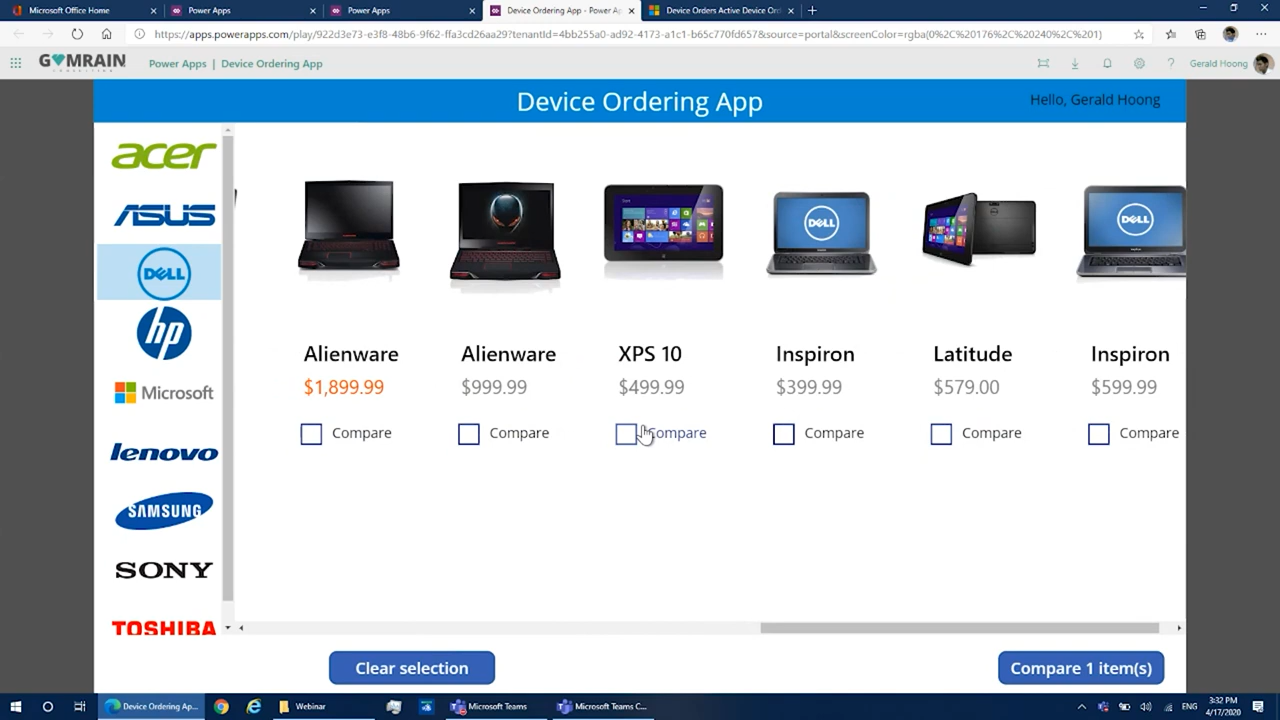 Microsoft Office Home
Power Apps
Power Apps
Device Ordering App - Power Ap
Device Orders Active Device Ord
https://apps.powerapps.com/play/922d3e73-e3f8-48b6-9f62-ffa3cd26aa29?tenantId=4bb255a0-ad92-4173-a1c1-b65c770fd657&source=portal&screenColor=rgba(0%2C%20176%2C%20240%2C%201)
GOMRAIN
CONSULTING
Power Apps | Device Ordering App
Gerald Hoong
Device Ordering App
Hello, Gerald Hoong
acer
ASUS
DELL
hp
Microsoft
lenovo
SAMSUNG
SONY
TOSHIBA
DELL
DELL
Alienware
Alienware
XPS 10
Inspiron
Latitude
Inspiron
$1,899.99
$999.99
$499.99
$399.99
$579.00
$599.99
Compare
Compare
Compare
Compare
Compare
Compare
Clear selection
Compare 1 item(s)
Device Ordering Ap...
Webinar
Microsoft Teams
Microsoft Teams C...
3:32 PM
4/17/2020